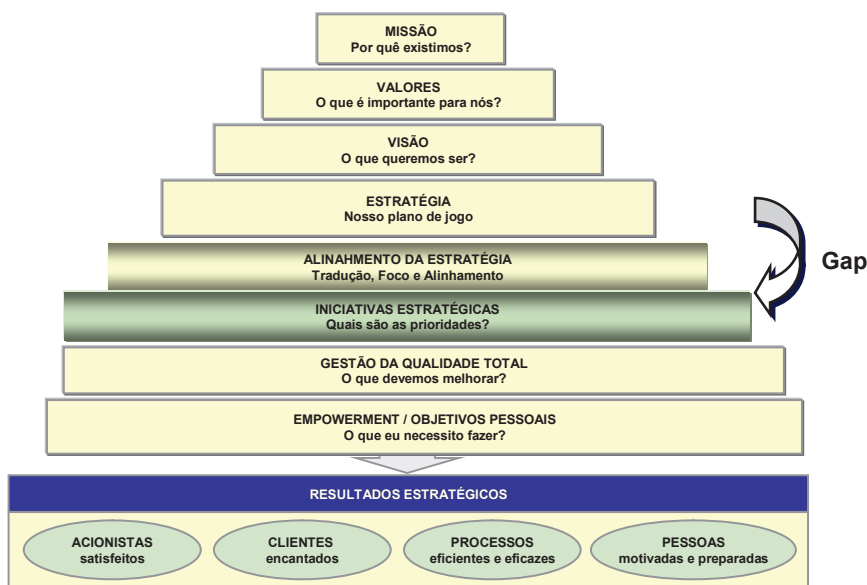 MISSÃO
Por quê existimos?
VALORES
O que é importante para nós?
VISÃO
O que queremos ser?
ESTRATÉGIA
Nosso plano de jogo
ALINAHMENTO DA ESTRATÉGIA
Tradução, Foco e Alinhamento
Gap
INICIATIVAS ESTRATÉGICAS
Quais são as prioridades?
GESTÃO DA QUALIDADE TOTAL
O que devemos melhorar?
EMPOWERMENT / OBJETIVOS PESSOAIS
O que eu necessito fazer?
RESULTADOS ESTRATÉGICOS
ACIONISTAS
satisfeitos
CLIENTES
encantados
PROCESSOS
eficientes e eficazes
PESSOAS
motivadas e preparadas